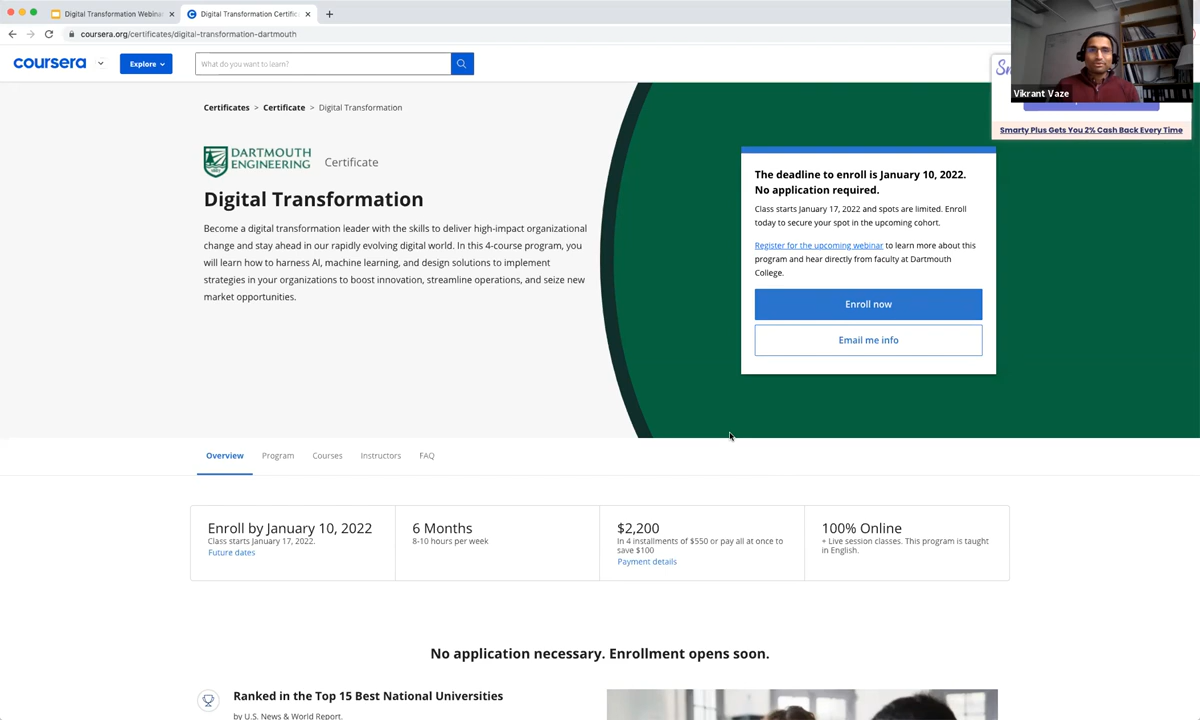 Digital Transformation Webinar
Digital Transformation Certific
coursera.org/certificates/digital-transformation-dartmouth
coursera
Explore
What do you want to learn?
Vikrant Vaze
Smarty Plus Gets You 2% Cash Back Every Time
Certificates > Certificate > Digital Transformation
DARTMOUTH
ENGINEERING
Certificate
Digital Transformation
Become a digital transformation leader with the skills to deliver high-impact organizational
change and stay ahead in our rapidly evolving digital world. In this 4-course program, you
will learn how to harness AI, machine learning, and design solutions to implement
strategies in your organizations to boost innovation, streamline operations, and seize new
market opportunities.
The deadline to enroll is January 10, 2022.
No application required.
Class starts January 17, 2022 and spots are limited. Enroll
today to secure your spot in the upcoming cohort.
Register for the upcoming webinar to learn more about this
program and hear directly from faculty at Dartmouth
College.
Enroll now
Email me info
Overview
Program
Courses
Instructors
FAQ
Enroll by January 10, 2022
Class starts January 17, 2022.
Future dates
6 Months
8-10 hours per week
$2,200
In 4 installments of $550 or pay all at once to
save $100
Payment details
100% Online
+ Live session classes. This program is taught
in English.
No application necessary. Enrollment opens soon.
Ranked in the Top 15 Best National Universities
by U.S. News & World Report.